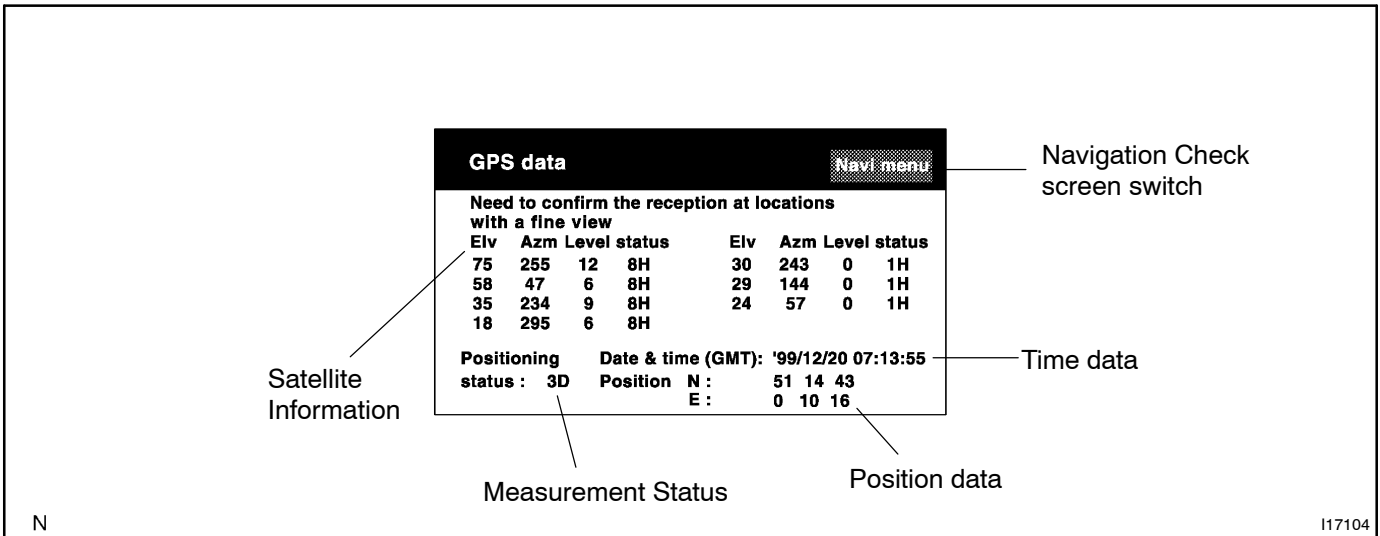 GPS data
Navi menu
Navigation Check
screen switch
Need to confirm the reception at locations
with a fine view
Elv Azm Level status Elv Azm Level status
75 255 12 8H 30 243 0 1H
58 47 6 8H 29 144 0 1H
35 234 9 8H 24 57 0 1H
18 295 6 8H
Positioning Date & time (GMT): '99/12/20 07:13:55
status : 3D Position N : 51 14 43
E : 0 10 16
Time data
Satellite
Information
Position data
Measurement Status
N
I17104